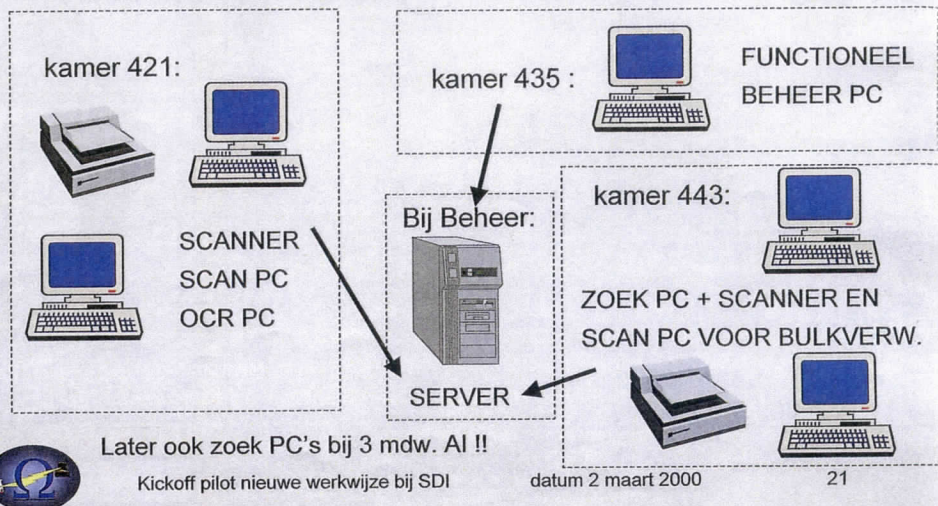 kamer 421:
SCANNER
SCAN PC
OCR PC
kamer 435 :
FUNCTIONEEL
BEHEER PC
Bij Beheer:
SERVER
kamer 443:
ZOEK PC + SCANNER EN
SCAN PC VOOR BULKVERW.
Later ook zoek PC's bij 3 mdw. AI !!
Kickoff pilot nieuwe werkwijze bij SDI
datum 2 maart 2000
21